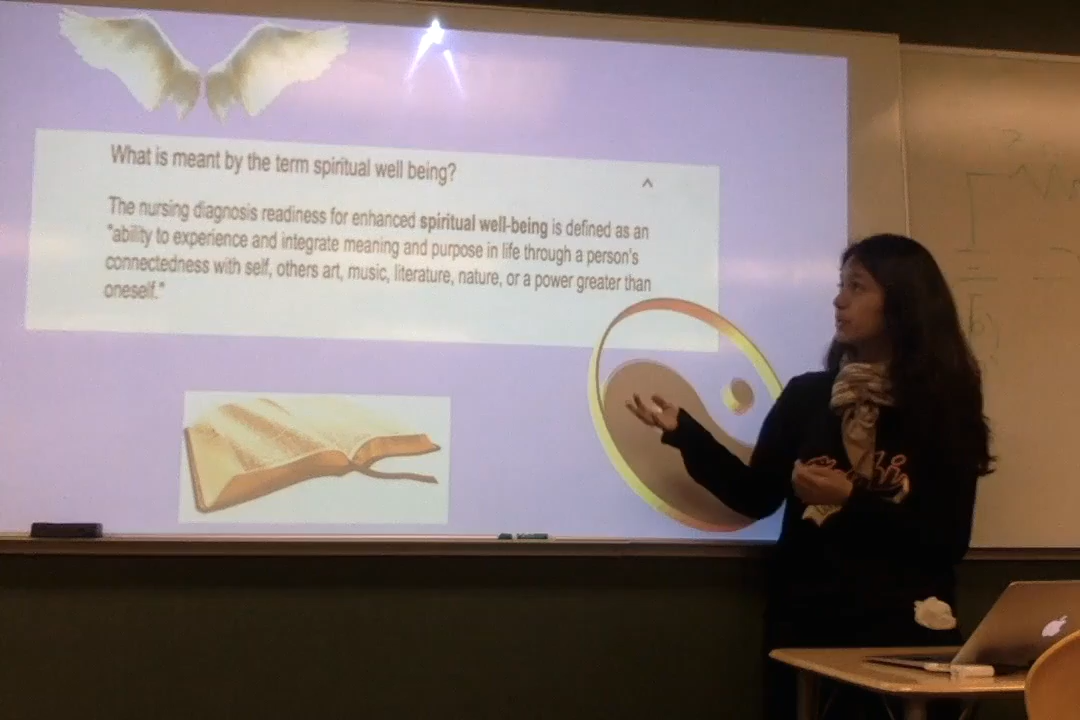 What is meant by the term spiritual well being?
The nursing diagnosis readiness for enhanced spiritual well-being is defined as an
"ability to experience and integrate meaning and purpose in life through a person's
connectedness with self, others art, music, literature, nature, or a power greater than
oneself."